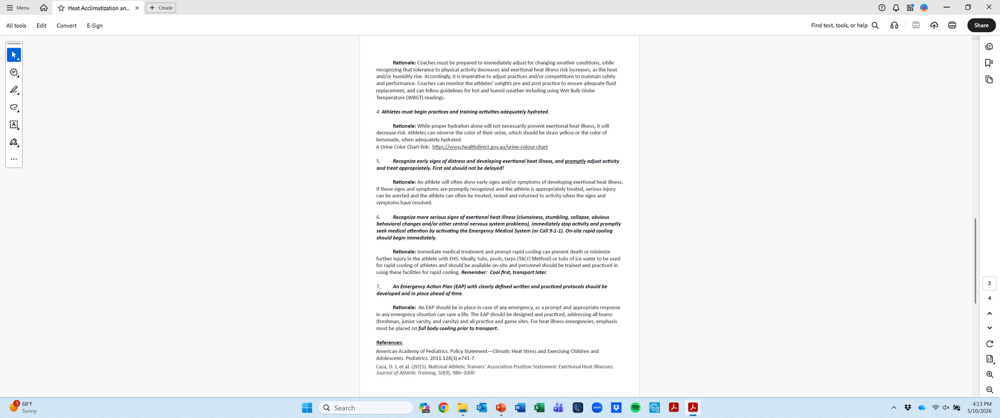 Menu
Heat Acclimatization an...
Create
All tools
Edit
Convert
E-Sign
Find text, tools, or help
Share
Rationale: Coaches must be prepared to immediately adjust for changing weather conditions, while
recognizing that tolerance to physical activity decreases and exertional heat illness risk increases, as the heat
and/or humidity rise. Accordingly, it is imperative to adjust practices and/or competitions to maintain safety
and performance. Coaches can monitor the athletes’ weights pre and post practice to ensure adequate fluid
replacement, and can follow guidelines for hot and humid weather including using Wet Bulb Globe
Temperature (WBGT) readings.
4. Athletes must begin practices and training activities adequately hydrated.
Rationale: While proper hydration alone will not necessarily prevent exertional heat illness, it will
decrease risk. Athletes can observe the color of their urine, which should be straw yellow or the color of
lemonade, when adequately hydrated.
A Urine Color Chart link: https://www.healthdirect.gov.au/urine-colour-chart
5. Recognize early signs of distress and developing exertional heat illness, and promptly adjust activity
and treat appropriately. First aid should not be delayed!
Rationale: An athlete will often show early signs and/or symptoms of developing exertional heat illness.
If these signs and symptoms are promptly recognized and the athlete is appropriately treated, serious injury
can be averted and the athlete can often be treated, rested and returned to activity when the signs and
symptoms have resolved.
6. Recognize more serious signs of exertional heat illness (clumsiness, stumbling, collapse, obvious
behavioral changes and/or other central nervous system problems), immediately stop activity and promptly
seek medical attention by activating the Emergency Medical System (or Call 9-1-1). On-site rapid cooling
should begin immediately.
Rationale: Immediate medical treatment and prompt rapid cooling can prevent death or minimize
further injury in the athlete with EHS. Ideally, tubs, pools, tarps (TACO Method) or tubs of ice water to be used
for rapid cooling of athletes and should be available on-site and personnel should be trained and practiced in
using these facilities for rapid cooling. Remember: Cool first, transport later.
7. An Emergency Action Plan (EAP) with clearly defined written and practiced protocols should be
developed and in place ahead of time.
Rationale: An EAP should be in place in case of any emergency, as a prompt and appropriate response
in any emergency situation can save a life. The EAP should be designed and practiced, addressing all teams
(freshman, junior varsity, and varsity) and all practice and game sites. For heat illness emergencies, emphasis
must be placed on full body cooling prior to transport.
References:
American Academy of Pediatrics. Policy Statement—Climatic Heat Stress and Exercising Children and
Adolescents. Pediatrics. 2011:128(3):e741-7.
Casa, D. J, et al. (2015). National Athletic Trainers’ Association Position Statement: Exertional Heat Illnesses.
Journal of Athletic Training, 50(9), 986–1000
3
4
1
68°F
Sunny
Search
M365
zoom
4:13 PM
5/10/2026